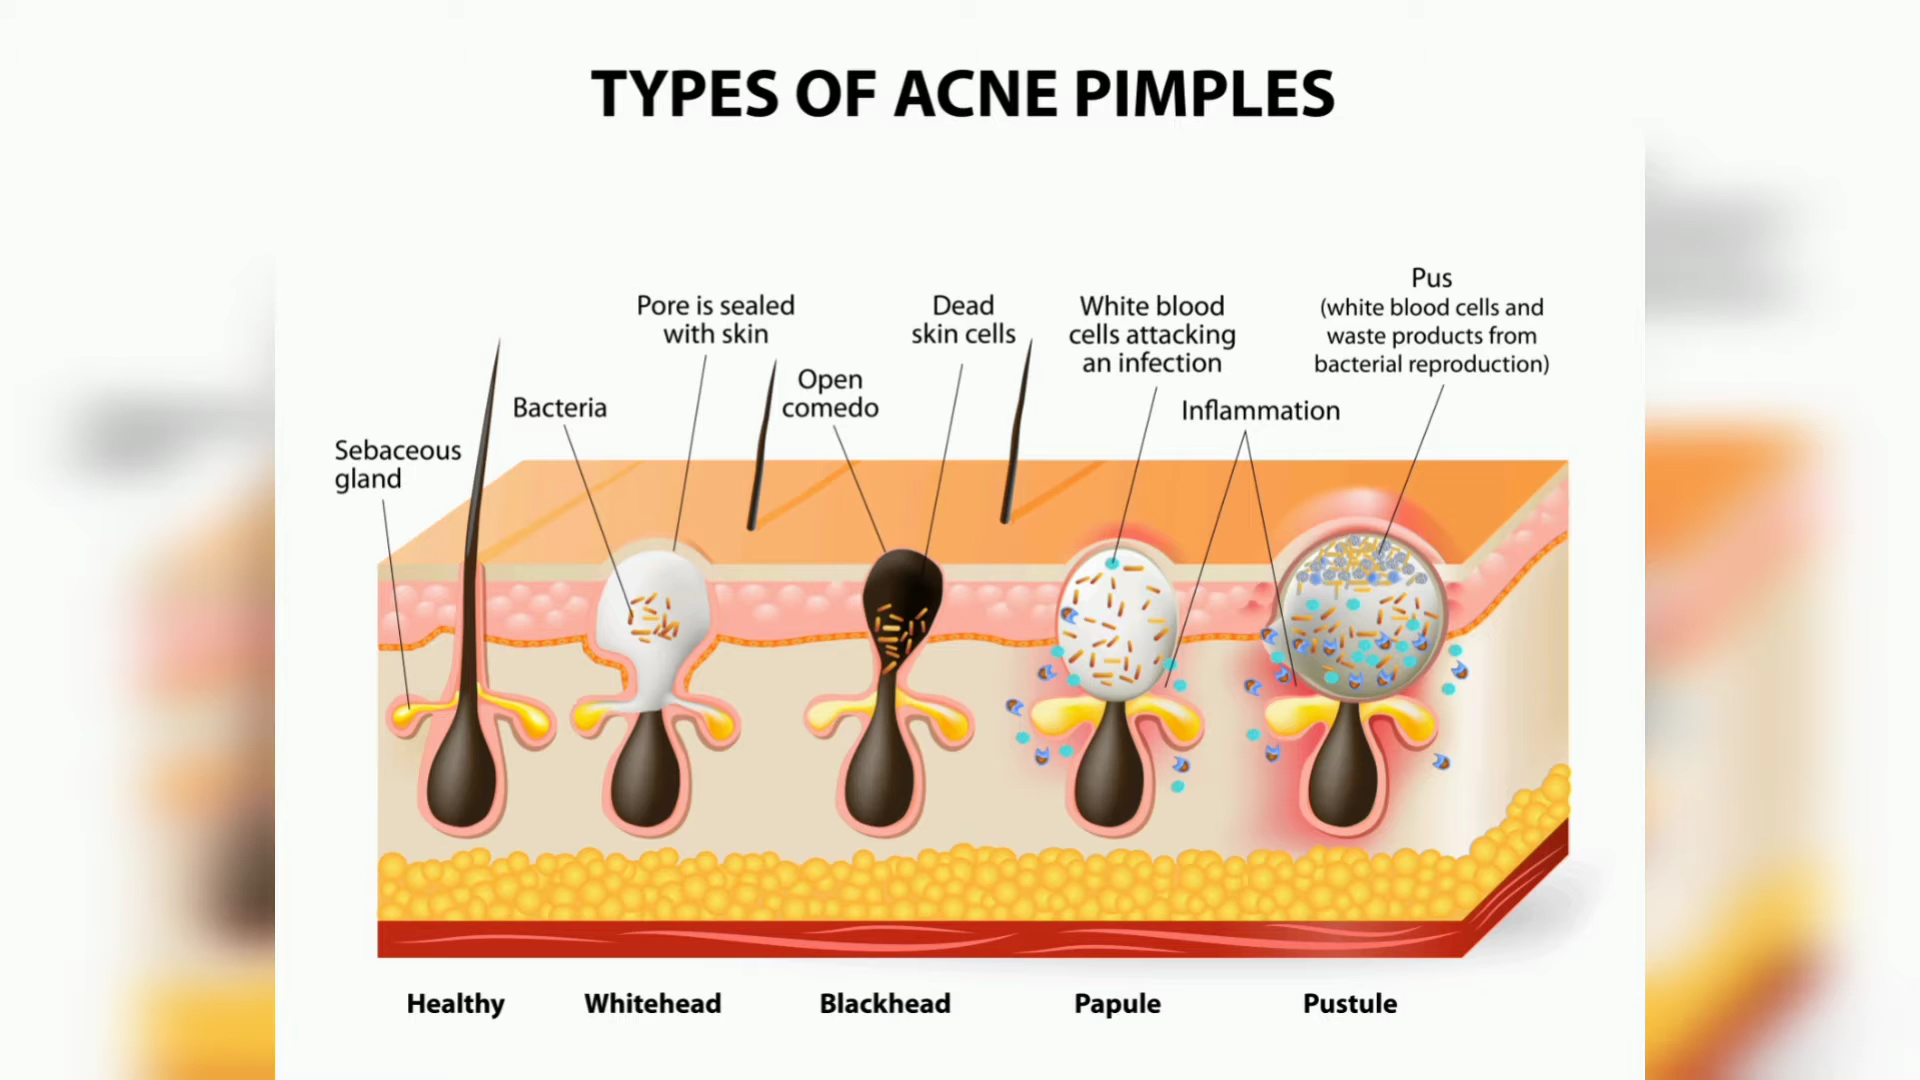 TYPES OF ACNE PIMPLES
Pus
(white blood cells and
waste products from
bacterial reproduction)
Pore is sealed
with skin
Dead
skin cells
White blood
cells attacking
an infection
Open
comedo
Bacteria
Inflammation
Sebaceous
gland
Healthy
Whitehead
Blackhead
Papule
Pustule